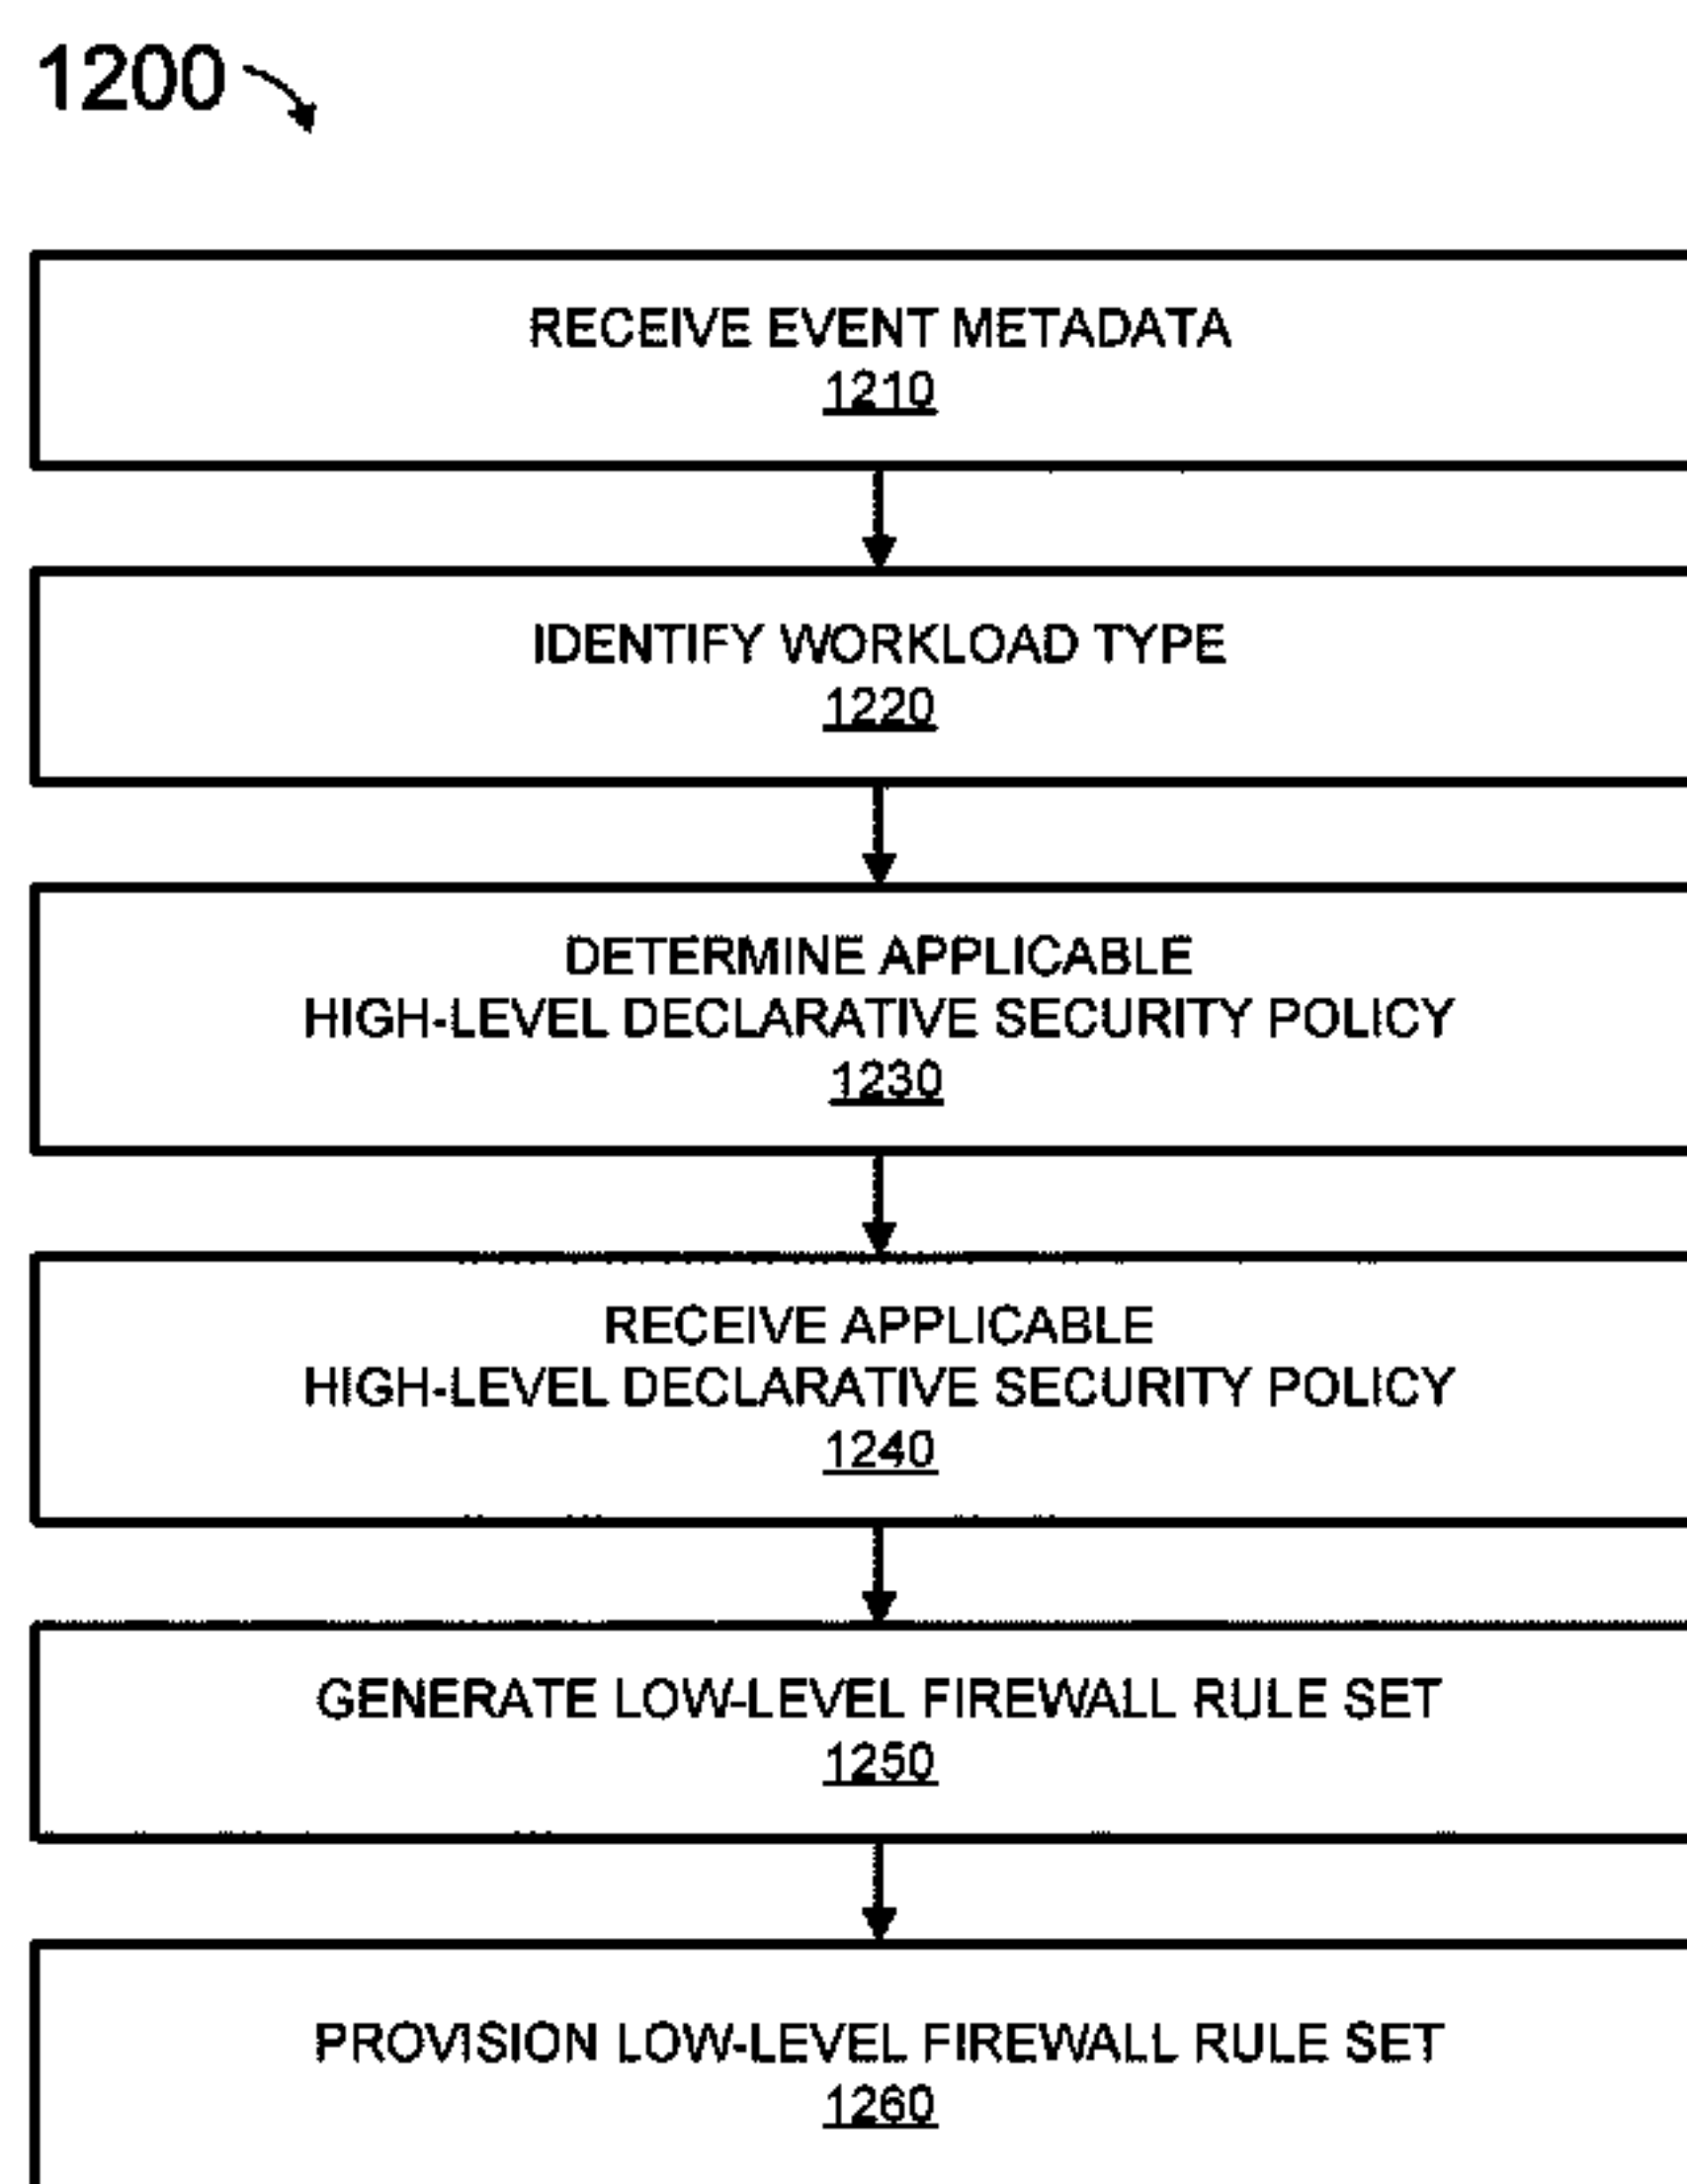 1200
RECEIVE EVENT METADATA
1210
IDENTIFY WORKLOAD TYPE
1220
DETERMINE APPLICABLE
HIGH-LEVEL DECLARATIVE SECURITY POLICY
1230
RECEIVE APPLICABLE
HIGH-LEVEL DECLARATIVE SECURITY POLICY
1240
GENERATE LOW-LEVEL FIREWALL RULE SET
1250
PROVISION LOW-LEVEL FIREWALL RULE SET
1260